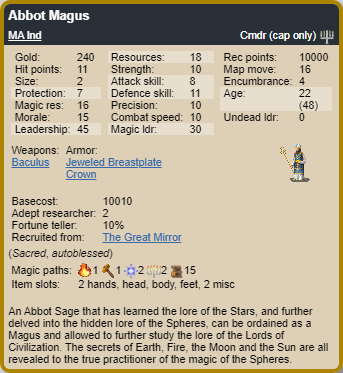 Abbot Magus
MA Ind Cmdr (cap only)
Gold: 240 Resources: 18 Rec points: 10000
Hit points: 11 Strength: 10 Map move: 16
Size: 2 Attack skill: 8 Encumbrance: 4
Protection: 7 Defence skill: 11 Age: 22
Magic res: 16 Precision: 10 (48)
Morale: 15 Combat speed: 10 Undead ldr: 0
Leadership: 45 Magic ldr: 30
Weapons: Armor:
Baculus Jeweled Breastplate
Crown
Basecost: 10010
Adept researcher: 2
Fortune teller: 10%
Recruited from: The Great Mirror
(Sacred, autoblessed)
Magic paths: 1 1 2 2 15
Item slots: 2 hands, head, body, feet, 2 misc
An Abbot Sage that has learned the lore of the Stars, and further
delved into the hidden lore of the Spheres, can be ordained as a
Magus and allowed to further study the lore of the Lords of
Civilization. The secrets of Earth, Fire, the Moon and the Sun are all
revealed to the true practitioner of the magic of the Spheres.